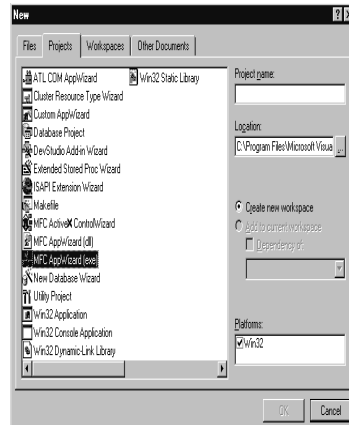 New
Files Projects Workspaces Other Documents
ATL COM AppWizard
Cluster Resource Type Wizard
Custom AppWizard
Database Project
DevStudio Add-in Wizard
Extended Stored Proc Wizard
ISAPI Extension Wizard
Makefile
MFC ActiveX ControlWizard
MFC AppWizard (dll)
MFC AppWizard (exe)
New Database Wizard
Utility Project
Win32 Application
Win32 Console Application
Win32 Dynamic-Link Library
Win32 Static Library
Project name:
Location:
C:\Program Files\Microsoft Visua
...
Create new workspace
Add to current workspace
Dependency of:
Platforms:
Win32
OK Cancel